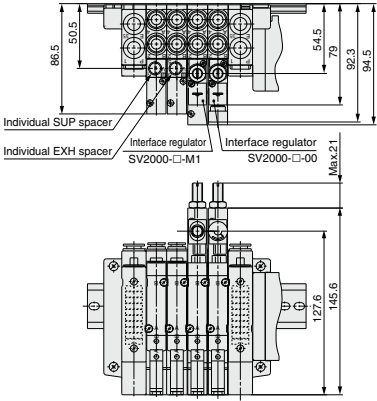 86.5
50.5
54.5
79
92.3
94.5
Individual SUP spacer
Individual EXH spacer
Interface regulator
SV2000-□-M1
Interface regulator
SV2000-□-00
Max.21
127.6
145.6